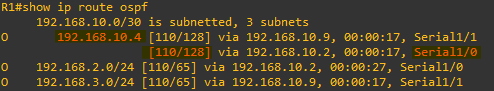 R1#show ip route ospf
192.168.10.0/30 is subnetted, 3 subnets
O 192.168.10.4 [110/128] via 192.168.10.9, 00:00:17, Serial1/1
[110/128] via 192.168.10.2, 00:00:17, Serial1/0
O 192.168.2.0/24 [110/65] via 192.168.10.2, 00:00:27, Serial1/0
O 192.168.3.0/24 [110/65] via 192.168.10.9, 00:00:17, Serial1/1